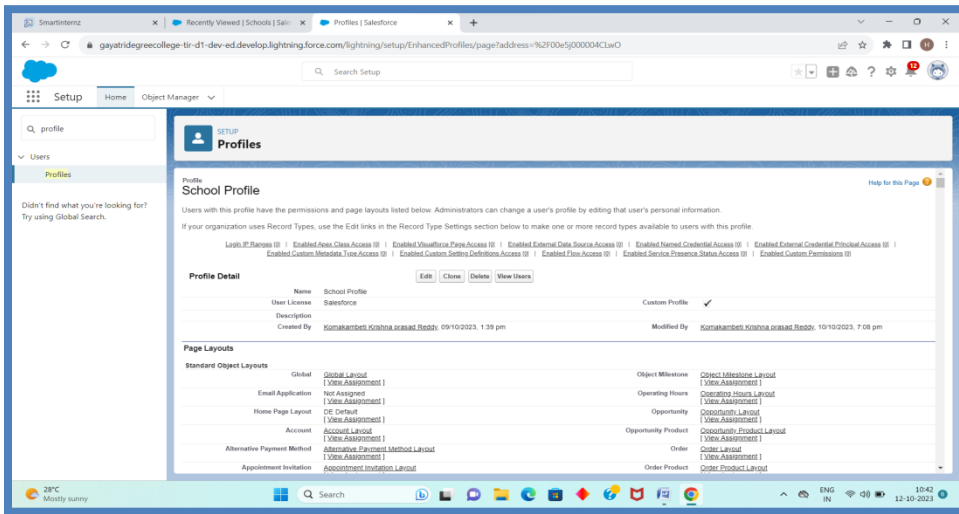 Smartinternz
Recently Viewed | Schools | Sale
Profiles | Salesforce
gayatridegreecollege-tir-d1-dev-ed.develop.lightning.force.com/lightning/setup/EnhancedProfiles/page?address=%2F00e5j000004CLwO
H
Search Setup
12
Setup Home Object Manager
profile
Users
Profiles
Didn't find what you're looking for?
Try using Global Search.
SETUP
Profiles
Profile
School Profile
Help for this Page
Users with this profile have the permissions and page layouts listed below. Administrators can change a user's profile by editing that user's personal information.
If your organization uses Record Types, use the Edit links in the Record Type Settings section below to make one or more record types available to users with this profile.
Login IP Ranges [0] | Enabled Apex Class Access [0] | Enabled Visualforce Page Access [0] | Enabled External Data Source Access [0] | Enabled Named Credential Access [0] | Enabled External Credential Principal Access [0] |
Enabled Custom Metadata Type Access [0] | Enabled Custom Setting Definitions Access [0] | Enabled Flow Access [0] | Enabled Service Presence Status Access [0] | Enabled Custom Permissions [0]
Profile Detail Edit Clone Delete View Users
Name School Profile
User License Salesforce Custom Profile ✓
Description
Created By Komakambeti Krishna prasad Reddy, 09/10/2023, 1:39 pm Modified By Komakambeti Krishna prasad Reddy, 10/10/2023, 7:08 pm
Page Layouts
Standard Object Layouts
Global Global Layout Object Milestone Object Milestone Layout
[ View Assignment ] [ View Assignment ]
Email Application Not Assigned Operating Hours Operating Hours Layout
[ View Assignment ] [ View Assignment ]
Home Page Layout DE Default Opportunity Opportunity Layout
[ View Assignment ] [ View Assignment ]
Account Account Layout Opportunity Product Opportunity Product Layout
[ View Assignment ] [ View Assignment ]
Alternative Payment Method Alternative Payment Method Layout Order Order Layout
[ View Assignment ] [ View Assignment ]
Appointment Invitation Appointment Invitation Layout Order Product Order Product Layout
28°C
Mostly sunny
Search
ENG
IN
10:42
12-10-2023